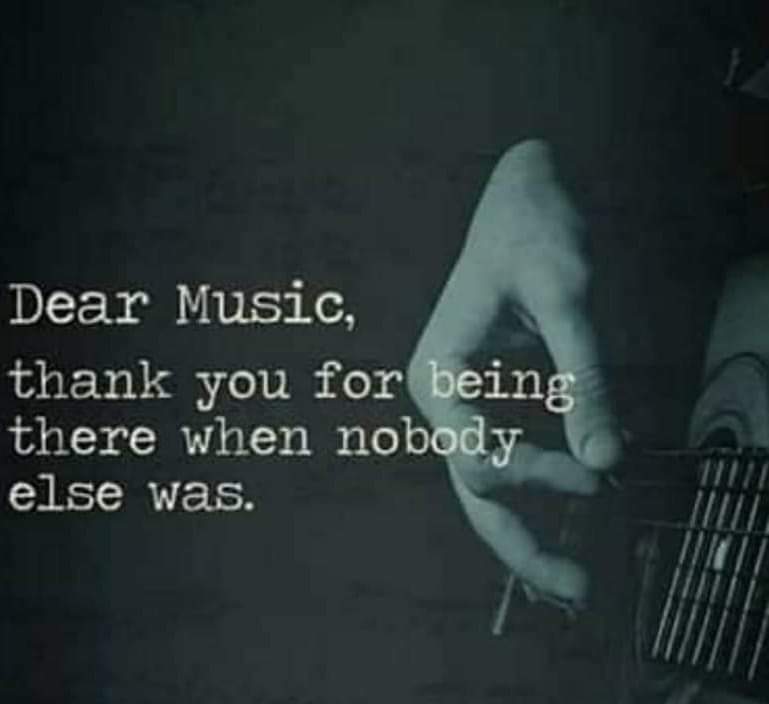 Dear Music,
thank you for being
there when nobody
else was.